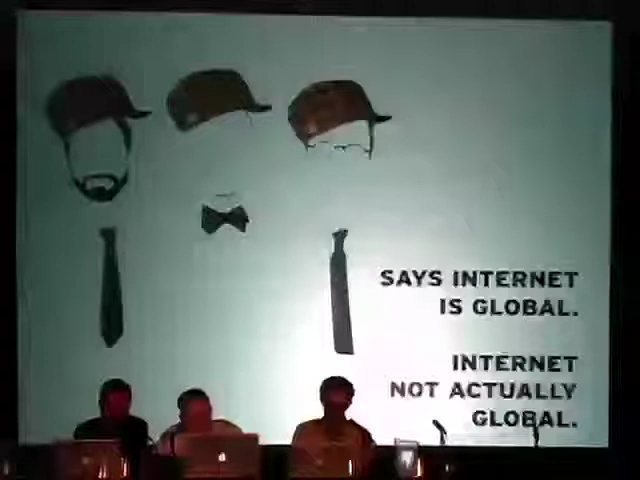 SAYS INTERNET
IS GLOBAL.
INTERNET
NOT ACTUALLY
GLOBAL.